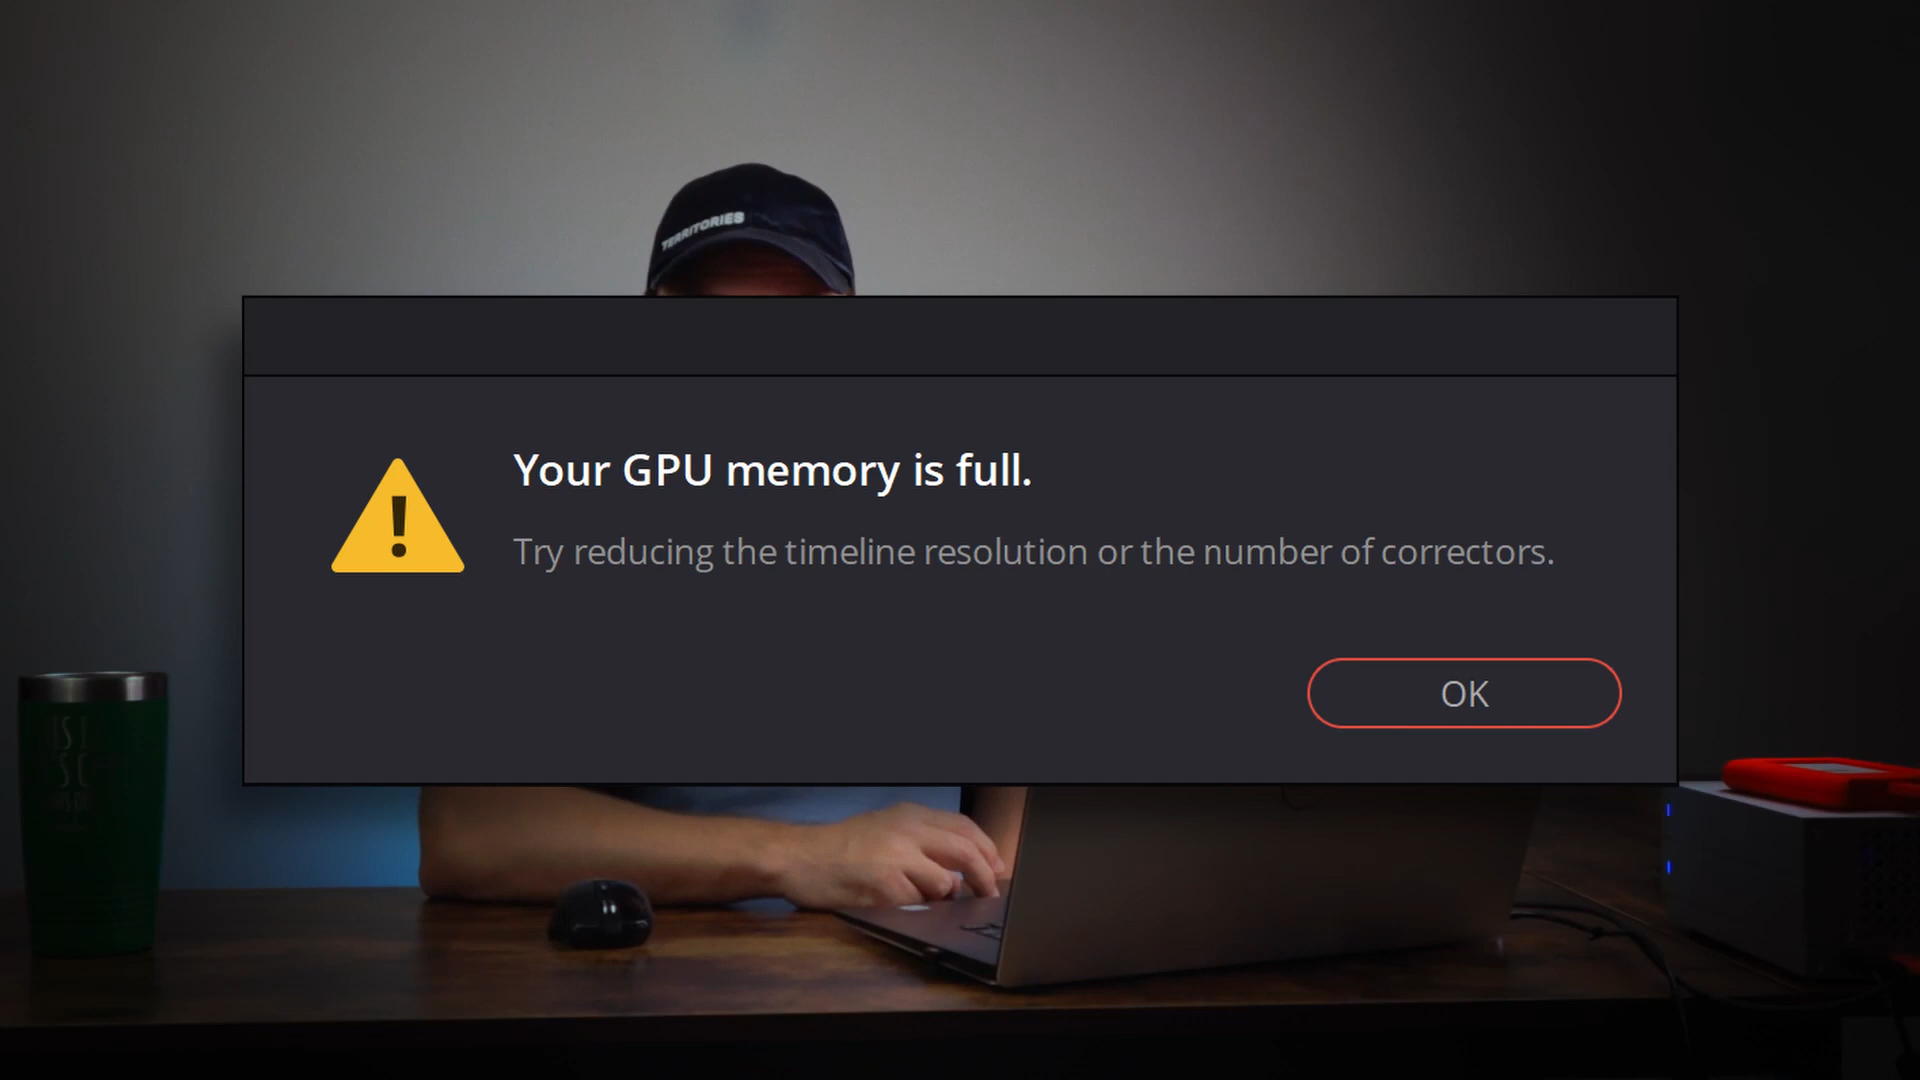 TERRITORIES
Your GPU memory is full.
Try reducing the timeline resolution or the number of correctors.
OK